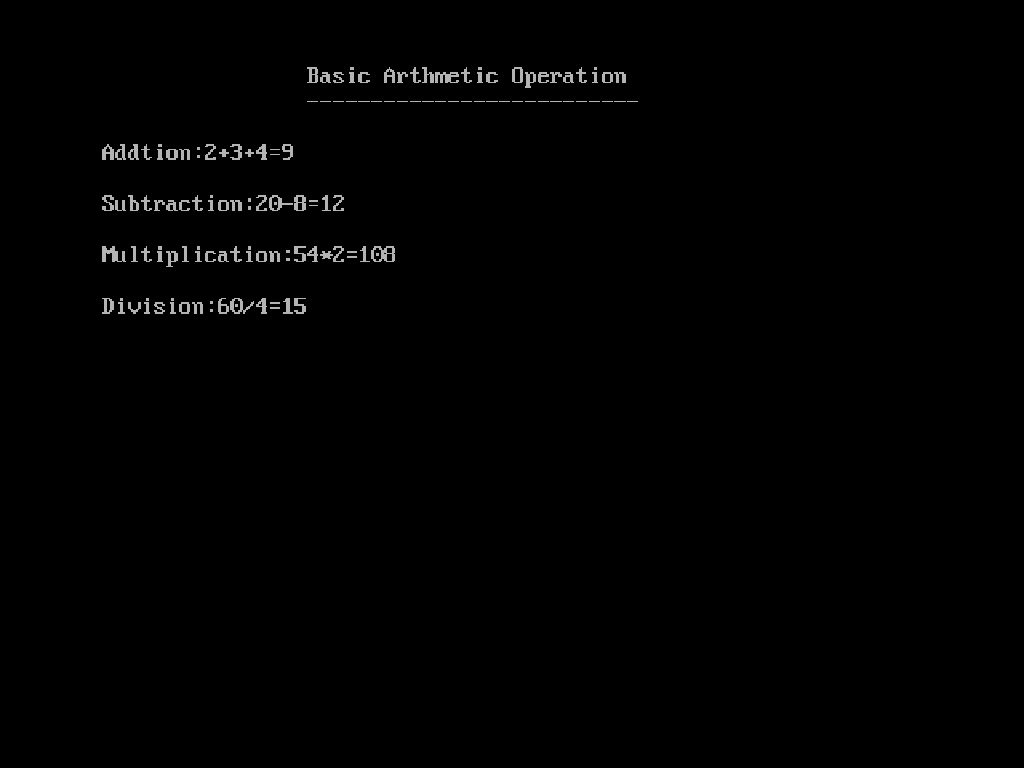 Basic Arthmetic Operation
--------------------------
Addtion:2+3+4=9
Subtraction:20-8=12
Multiplication:54*2=108
Division:60/4=15